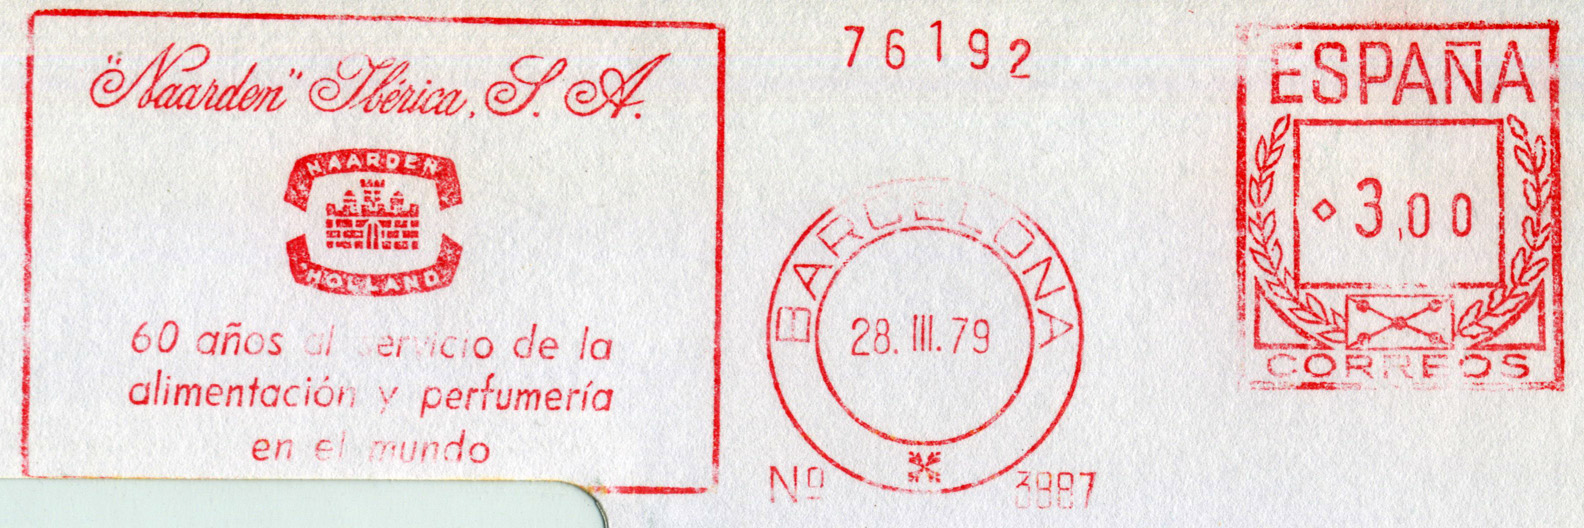 "Naarden" Ibérica, S. A.
NAARDEN
HOLLAND
60 años al servicio de la
alimentación y perfumería
en el mundo
76192
BARCELONA
28. III. 79
Nº 3887
ESPAÑA
3,00
CORREOS